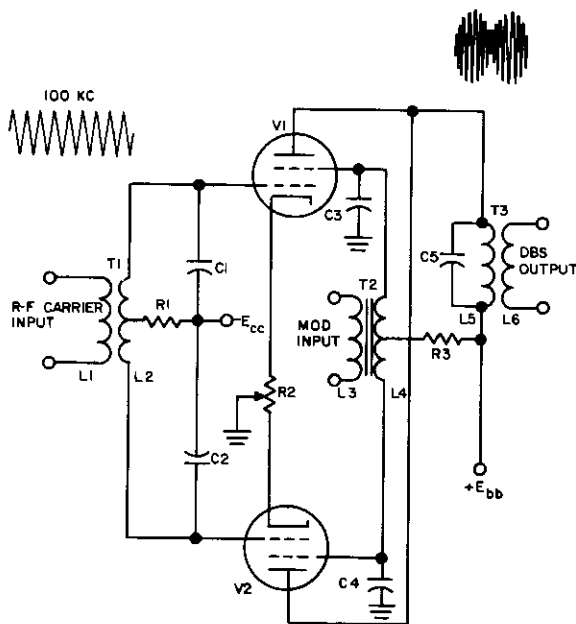 100 KC
V1
C3
T3
C5
DBS
OUTPUT
L5
L6
T1
C1
R-F CARRIER
INPUT
R1
-Ecc
L1
L2
T2
MOD
INPUT
R3
L3
L4
R2
C2
+Ebb
V2
C4